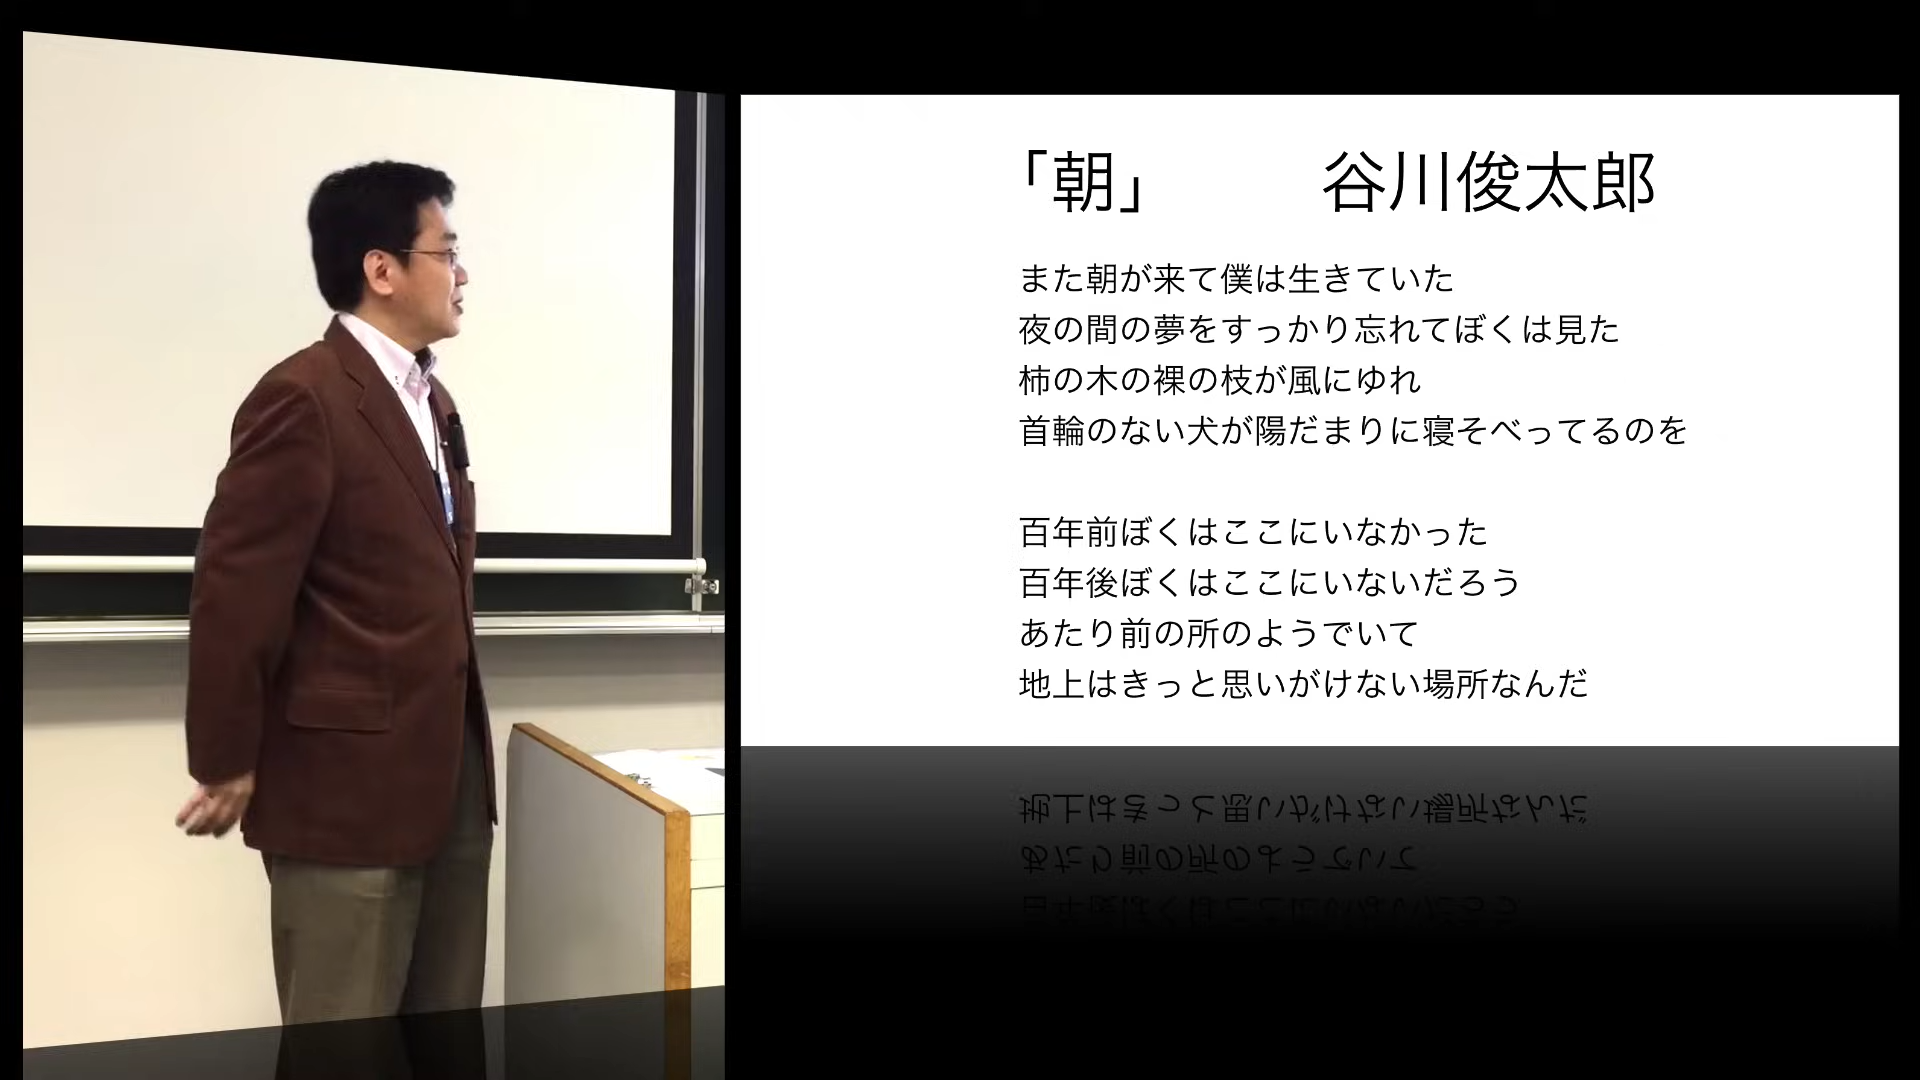 「朝」　　谷川俊太郎
また朝が来て僕は生きていた
夜の間の夢をすっかり忘れてぼくは見た
柿の木の裸の枝が風にゆれ
首輪のない犬が陽だまりに寝そべってるのを
百年前ぼくはここにいなかった
百年後ぼくはここにいないだろう
あたり前の所のようでいて
地上はきっと思いがけない場所なんだ